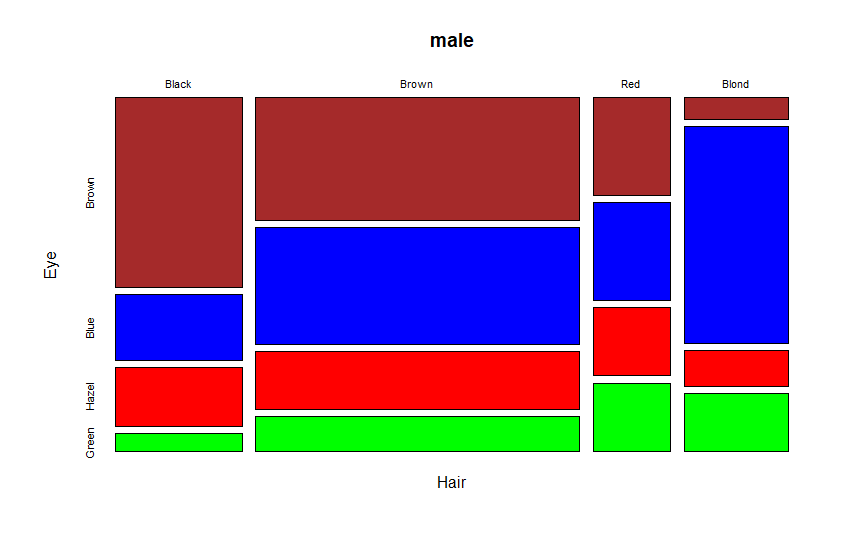 male
Black Brown Red Blond
Brown
Blue
Hazel
Green
Eye
Hair